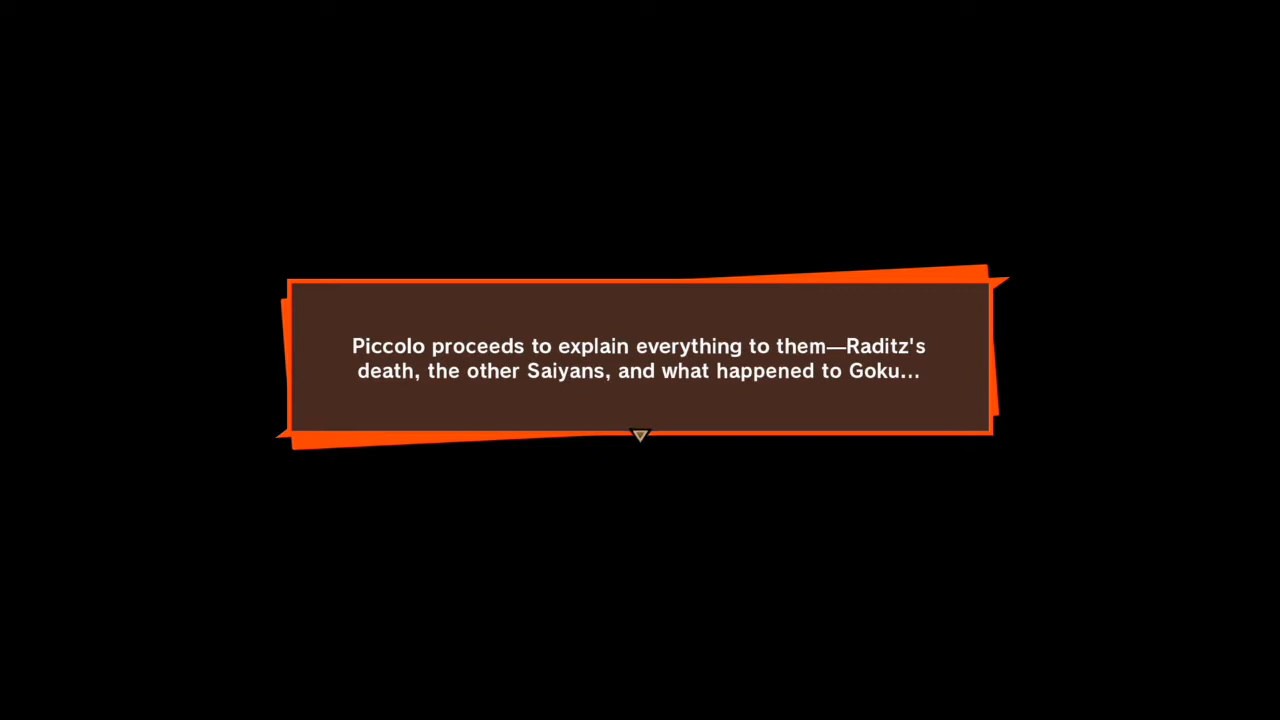 Piccolo proceeds to explain everything to them—Raditz's
death, the other Saiyans, and what happened to Goku...